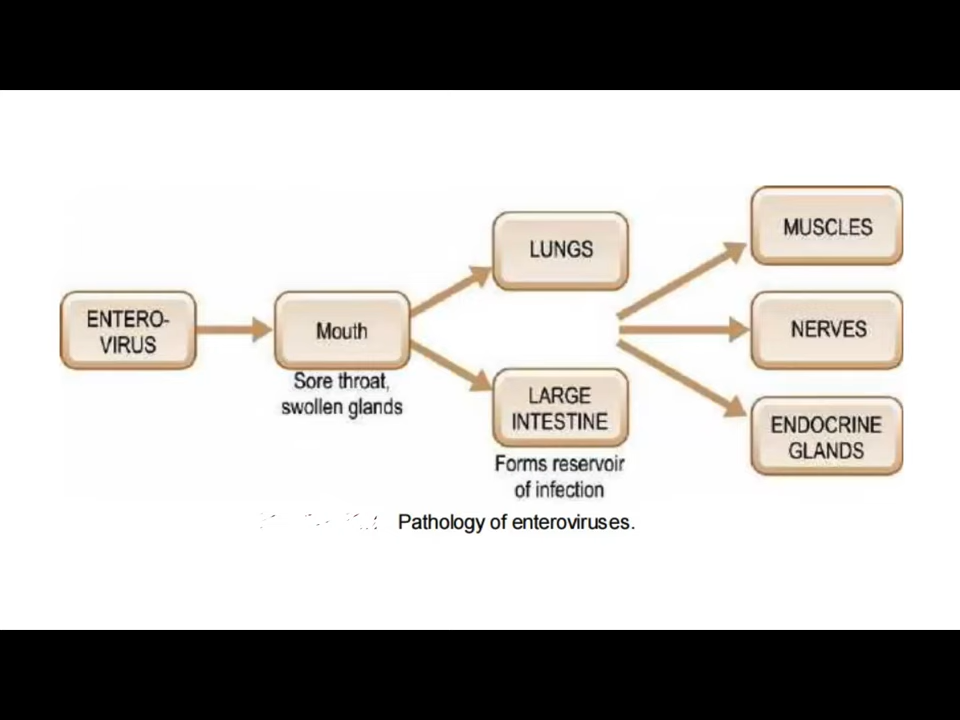 ENTERO-
VIRUS
Mouth
Sore throat,
swollen glands
LUNGS
LARGE
INTESTINE
Forms reservoir
of infection
MUSCLES
NERVES
ENDOCRINE
GLANDS
Pathology of enteroviruses.